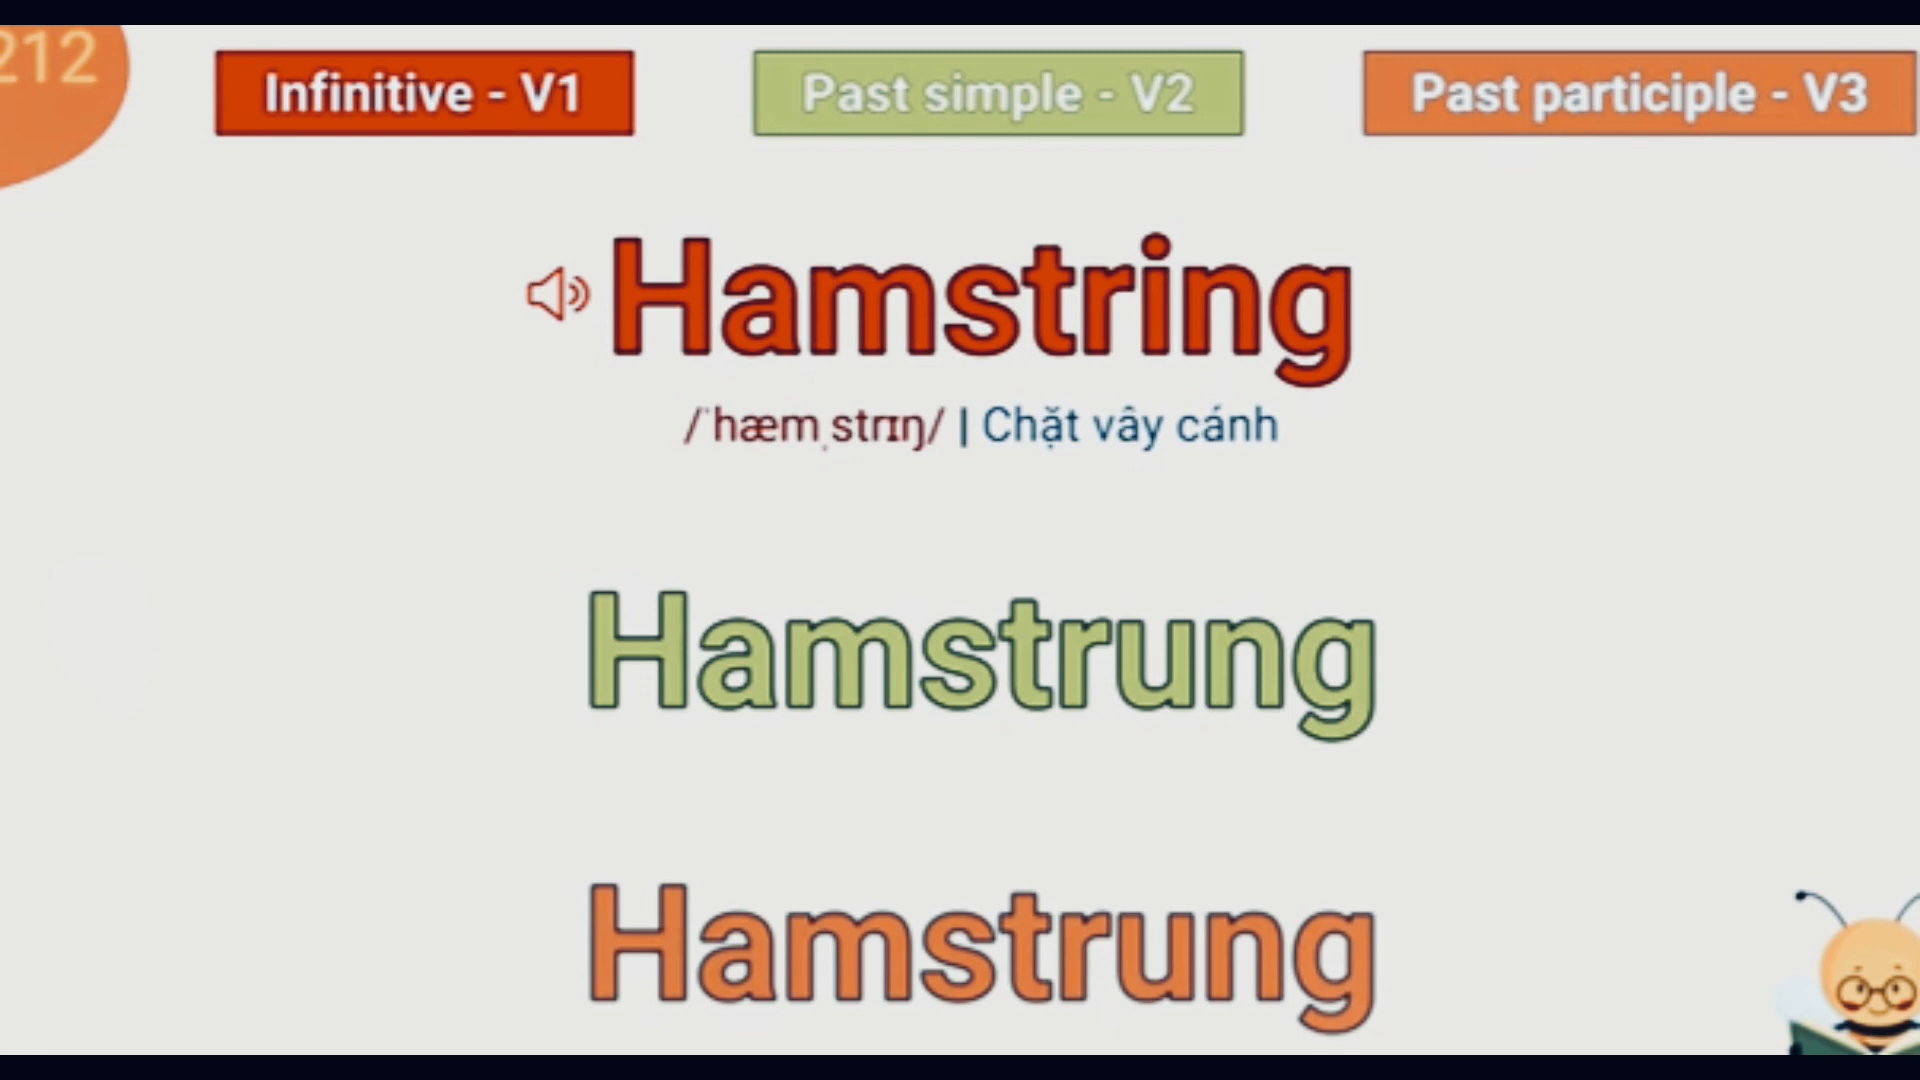 212
Infinitive - V1
Past simple - V2
Past participle - V3
Hamstring
/ˈhæmˌstrɪŋ/ | Chặt vây cánh
Hamstrung
Hamstrung